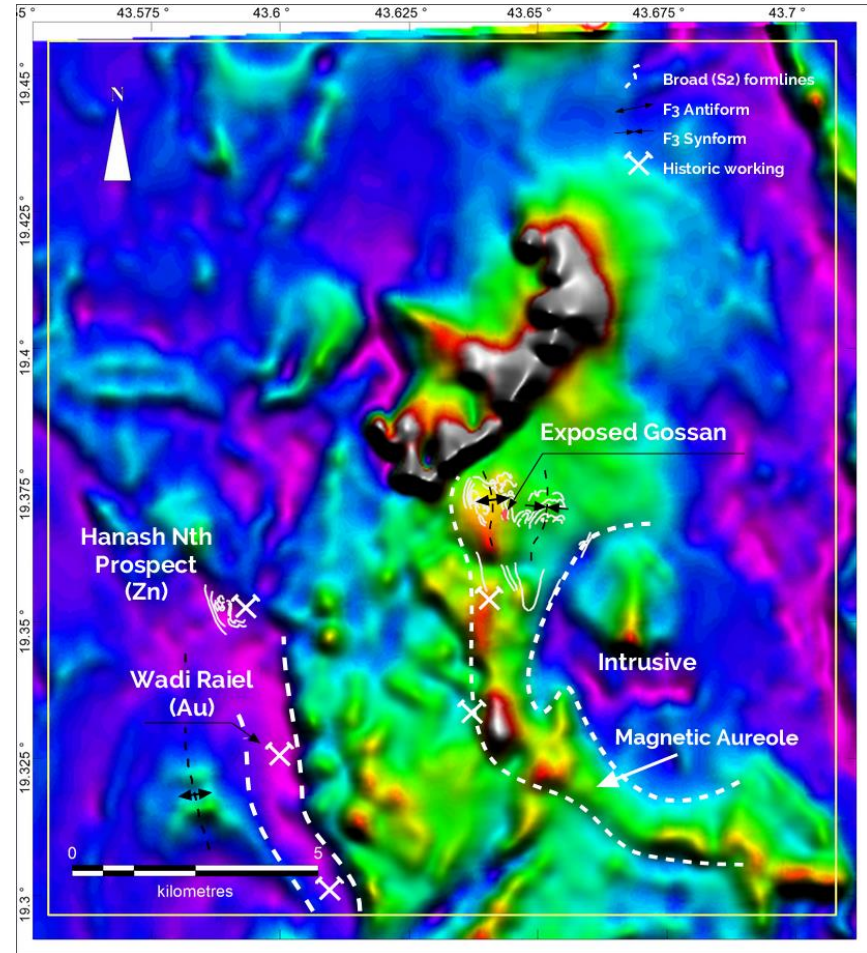 43.575° 43.6° 43.625° 43.65° 43.675° 43.7°
5°
19.45°
19.425°
19.4°
19.375°
19.35°
19.325°
19.3°
N
Broad (S2) formlines
F3 Antiform
F3 Synform
Historic working
Exposed Gossan
Hanash Nth
Prospect
(Zn)
Wadi Raiel
(Au)
Intrusive
Magnetic Aureole
0 5
kilometres